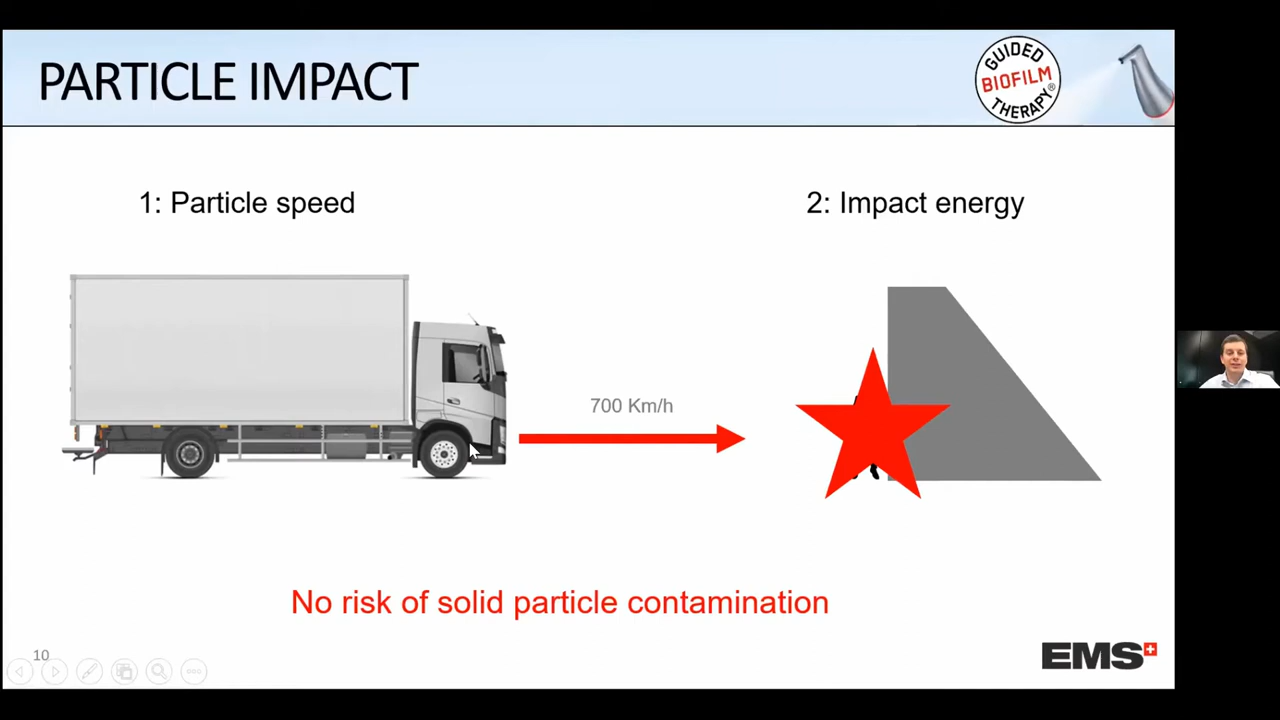 PARTICLE IMPACT
GUIDED
BIOFILM
THERAPY®
1: Particle speed
2: Impact energy
700 Km/h
No risk of solid particle contamination
10
EMS